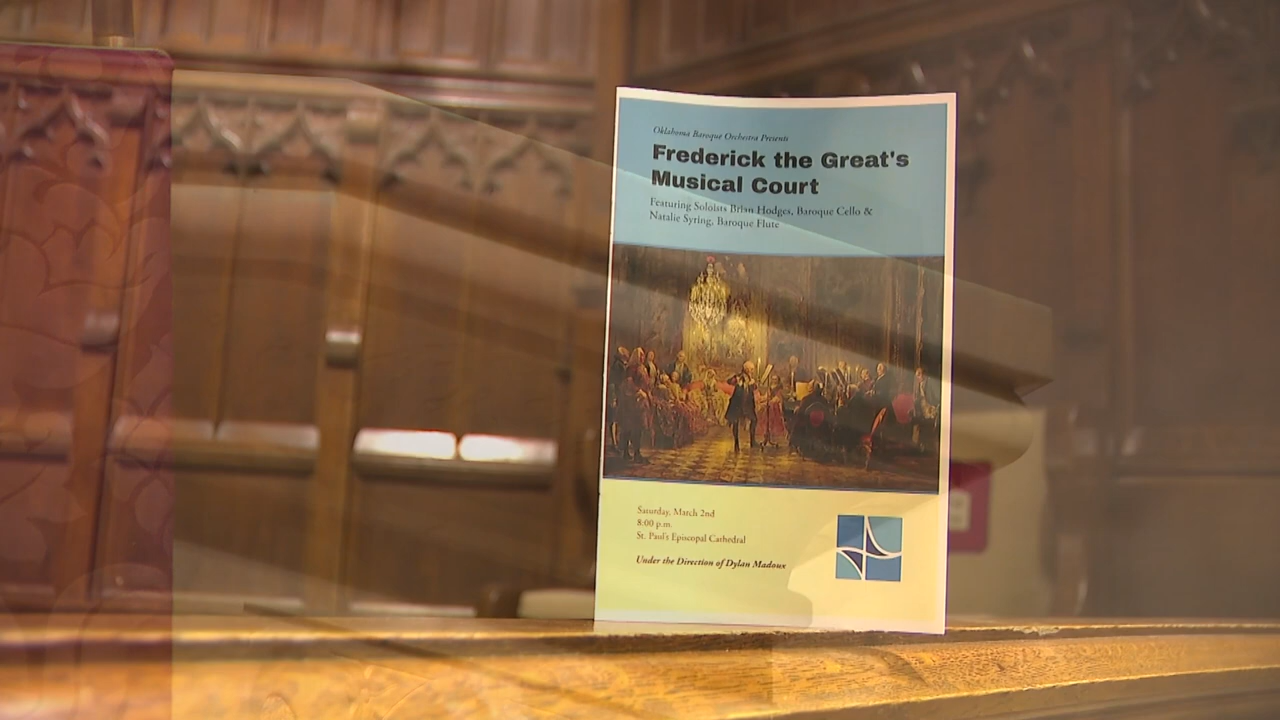 Oklahoma Baroque Orchestra Presents
Frederick the Great's
Musical Court
Featuring Soloists Brian Hodges, Baroque Cello &
Natalie Syring, Baroque Flute
Saturday, March 2nd
8:00 p.m.
St. Paul's Episcopal Cathedral
Under the Direction of Dylan Madoux